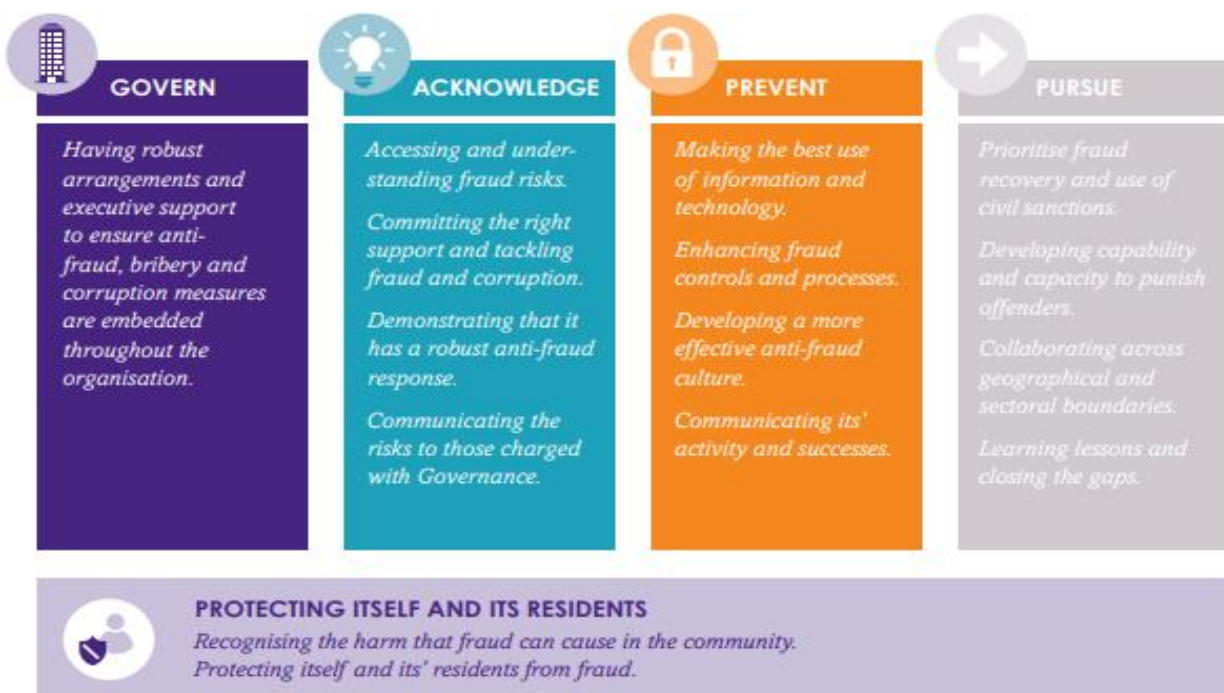 GOVERN
Having robust
arrangements and
executive support
to ensure anti-
fraud, bribery and
corruption measures
are embedded
throughout the
organisation.
ACKNOWLEDGE
Accessing and under-
standing fraud risks.
Committing the right
support and tackling
fraud and corruption.
Demonstrating that it
has a robust anti-fraud
response.
Communicating the
risks to those charged
with Governance.
PREVENT
Making the best use
of information and
technology.
Enhancing fraud
controls and processes.
Developing a more
effective anti-fraud
culture.
Communicating its'
activity and successes.
PURSUE
Prioritise fraud
recovery and use of
civil sanctions.
Developing capability
and capacity to punish
offenders.
Collaborating across
geographical and
sectoral boundaries.
Learning lessons and
closing the gaps.
PROTECTING ITSELF AND ITS RESIDENTS
Recognising the harm that fraud can cause in the community.
Protecting itself and its' residents from fraud.